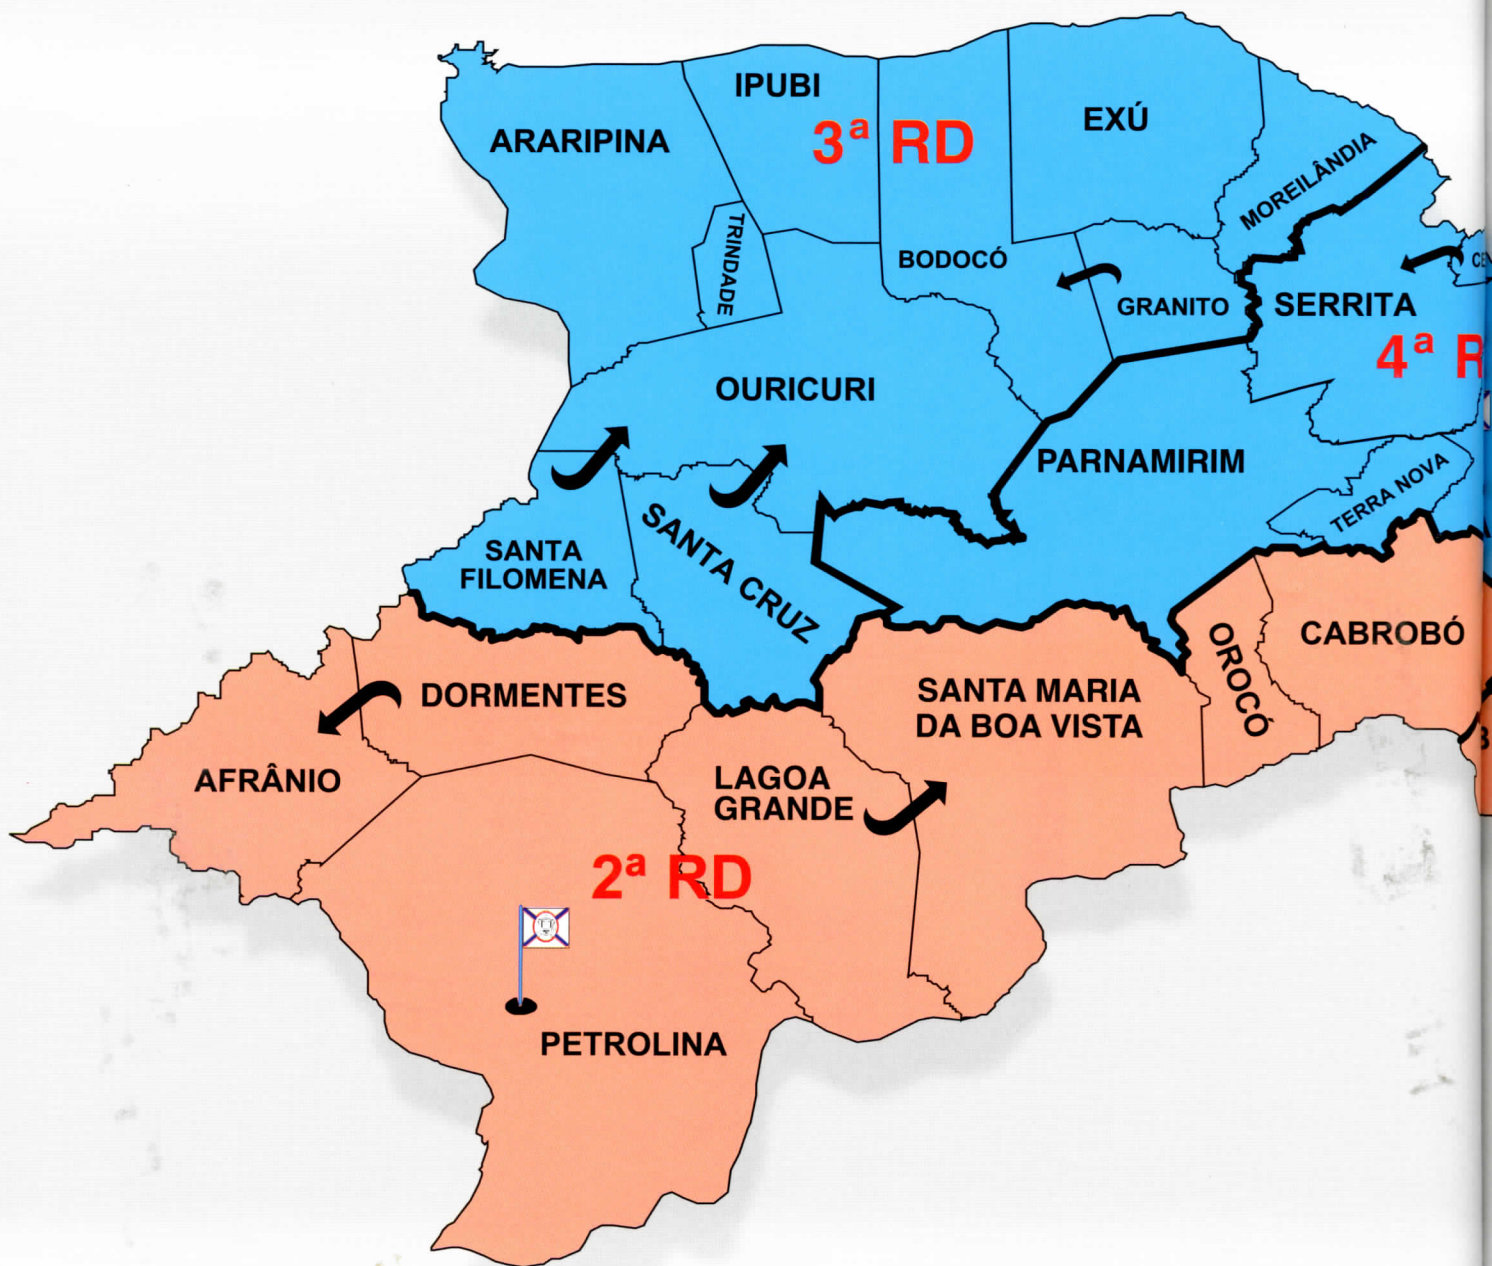 IPUBI
EXÚ
ARARIPINA
3ª RD
MOREILÂNDIA
TRINDADE
BODOCÓ
GRANITO
SERRITA
4ª R
OURICURI
PARNAMIRIM
TERRA NOVA
SANTA
FILOMENA
SANTA CRUZ
OROCÓ
CABROBÓ
DORMENTES
SANTA MARIA
DA BOA VISTA
AFRÂNIO
LAGOA
GRANDE
2ª RD
PETROLINA